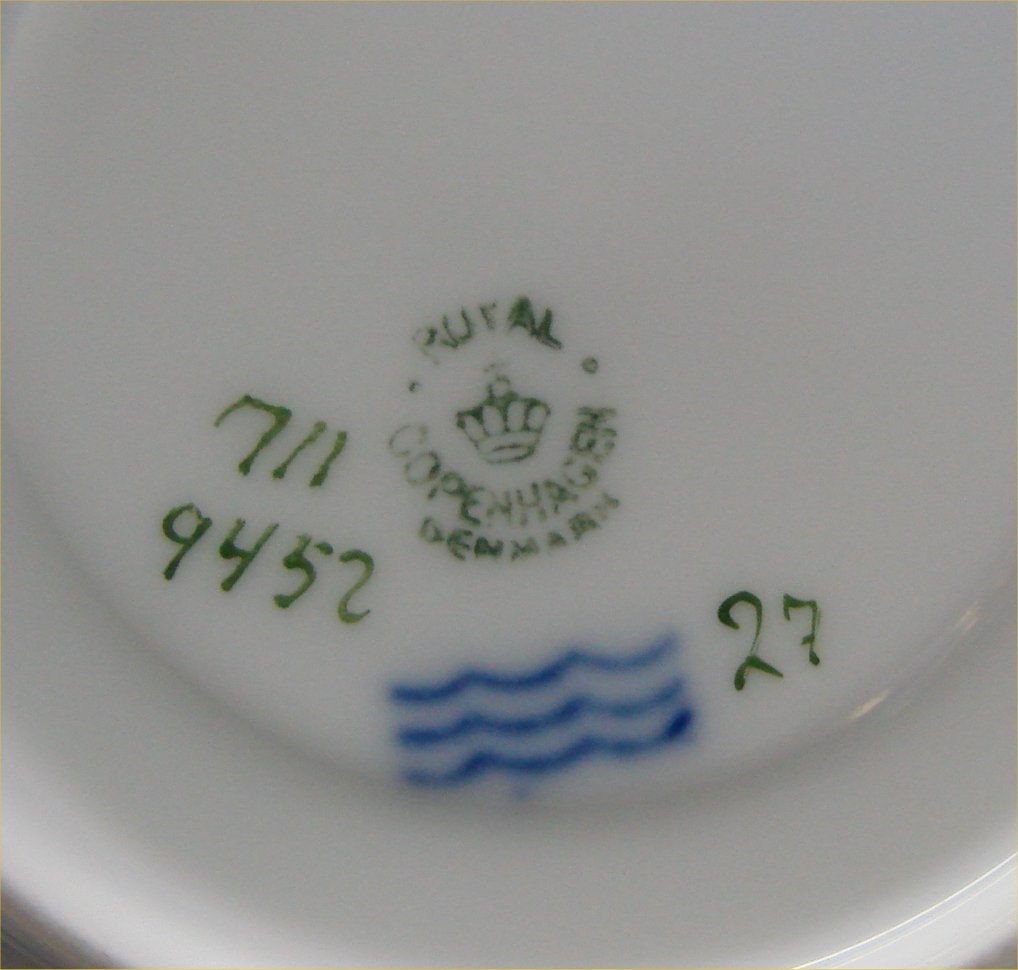 ROYAL
COPENHAGEN
DENMARK
711
9452
27